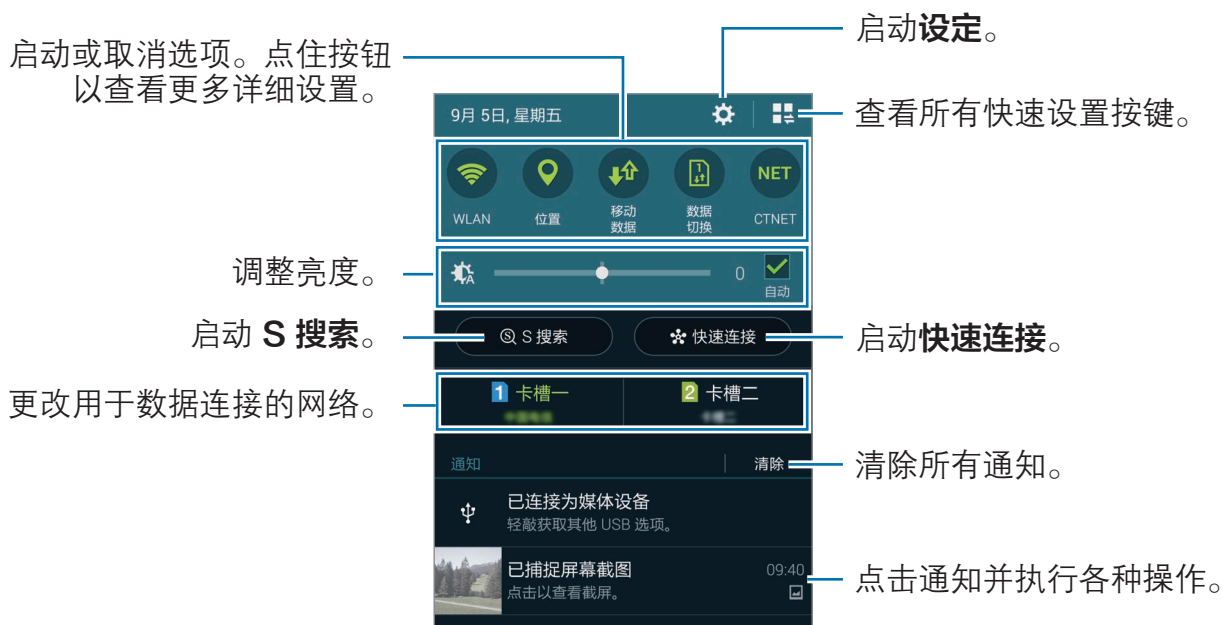 启动设定。
启动或取消选项。点住按钮
以查看更多详细设置。
9月 5日, 星期五
查看所有快速设置按键。
NET
WLAN
位置
移动
数据
数据
切换
CTNET
调整亮度。
0
自动
启动 S 搜索。
S 搜索
快速连接
启动快速连接。
更改用于数据连接的网络。
1 卡槽一
2 卡槽二
通知
清除
清除所有通知。
已连接为媒体设备
轻敲获取其他 USB 选项。
已捕捉屏幕截图
09:40
点击以查看截屏。
点击通知并执行各种操作。